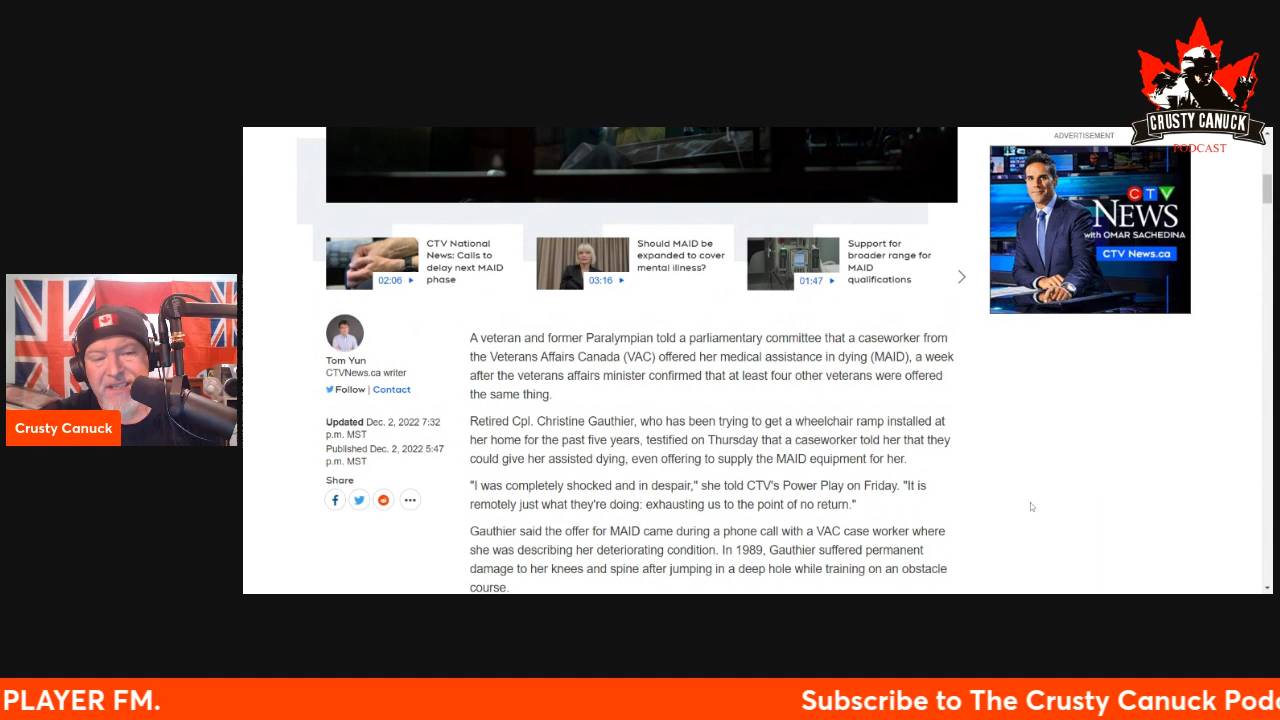 CRUSTY CANUCK
PODCAST
ADVERTISEMENT
CTV
NEWS
with OMAR SACHEDINA
CTV News.ca
CTV National
News: Calls to
delay next MAID
phase
02:06
Should MAID be
expanded to cover
mental illness?
03:16
Support for
broader range for
MAID
qualifications
01:47
Tom Yun
CTVNews.ca writer
Follow | Contact
Updated Dec. 2, 2022 7:32
p.m. MST
Published Dec. 2, 2022 5:47
p.m. MST
Share
A veteran and former Paralympian told a parliamentary committee that a caseworker from
the Veterans Affairs Canada (VAC) offered her medical assistance in dying (MAID), a week
after the veterans affairs minister confirmed that at least four other veterans were offered
the same thing.
Retired Cpl. Christine Gauthier, who has been trying to get a wheelchair ramp installed at
her home for the past five years, testified on Thursday that a caseworker told her that they
could give her assisted dying, even offering to supply the MAID equipment for her.
"I was completely shocked and in despair," she told CTV's Power Play on Friday. "It is
remotely just what they're doing: exhausting us to the point of no return."
Gauthier said the offer for MAID came during a phone call with a VAC case worker where
she was describing her deteriorating condition. In 1989, Gauthier suffered permanent
damage to her knees and spine after jumping in a deep hole while training on an obstacle
course.
Crusty Canuck
PLAYER FM.
Subscribe to The Crusty Canuck Podc